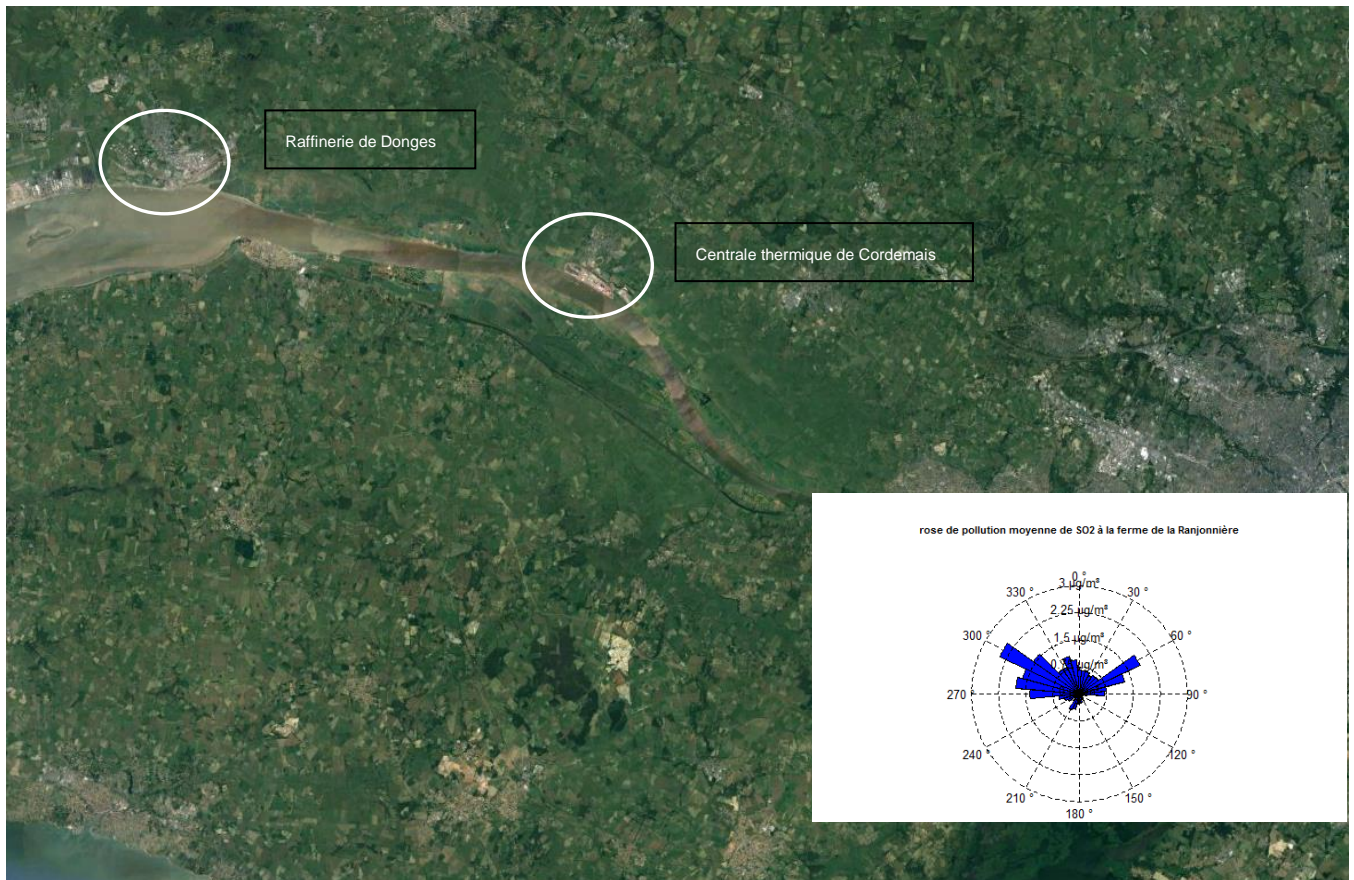 Raffinerie de Donges
Centrale thermique de Cordemais
rose de pollution moyenne de SO2 à la ferme de la Ranjonnière
0 °
3 µg/m³
330 °
30 °
2.25 µg/m³
300 °
1.5 µg/m³
60 °
µg/m³
270 °
90 °
240 °
120 °
210 °
150 °
180 °